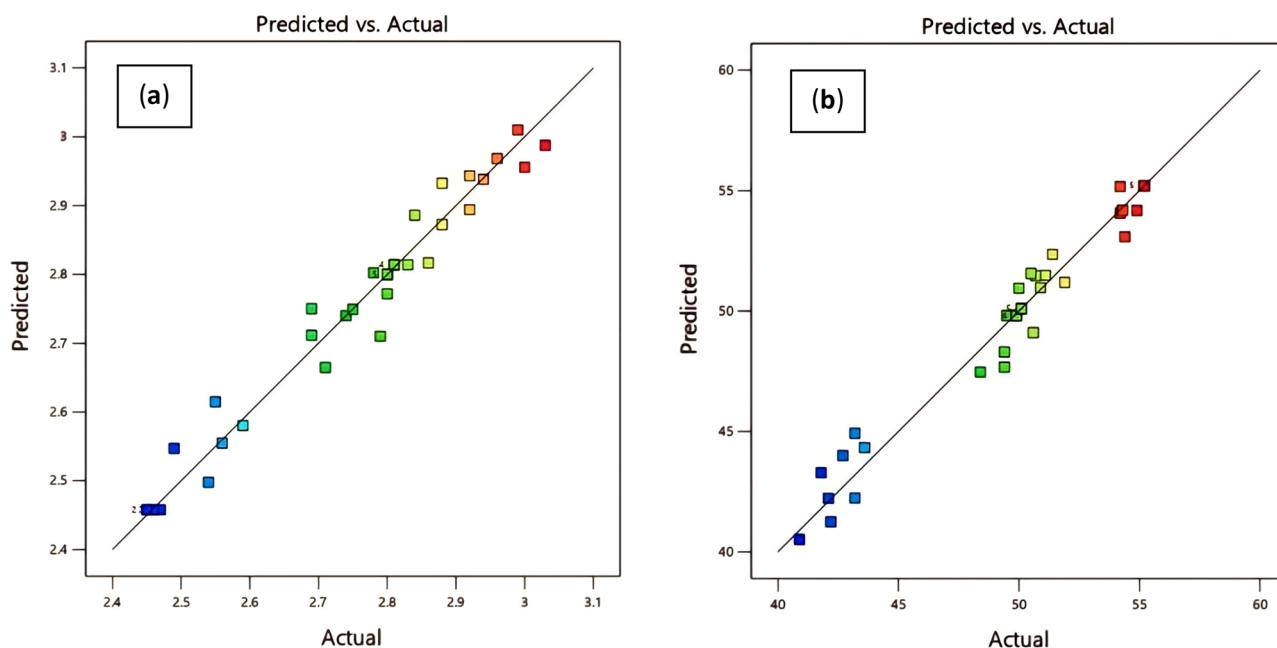 Predicted vs. Actual
(a)
Predicted
3.1
3
2.9
2.8
2.7
2.6
2.5
2.4
2.4 2.5 2.6 2.7 2.8 2.9 3 3.1
Actual
Predicted vs. Actual
(b)
Predicted
60
55
50
45
40
40 45 50 55 60
Actual